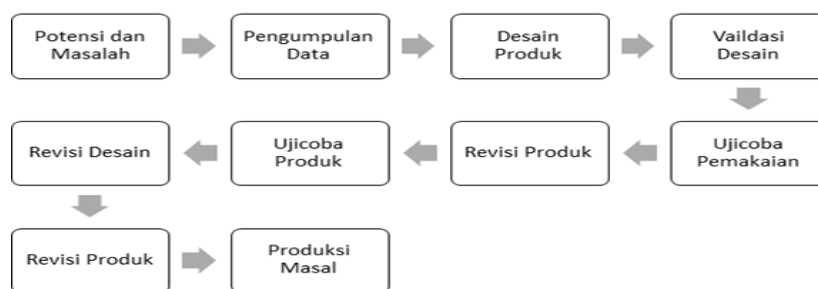 Potensi dan
Masalah
Pengumpulan
Data
Desain
Produk
Vaildasi
Desain
Ujicoba
Pemakaian
Revisi Produk
Ujicoba
Produk
Revisi Desain
Revisi Produk
Produksi
Masal